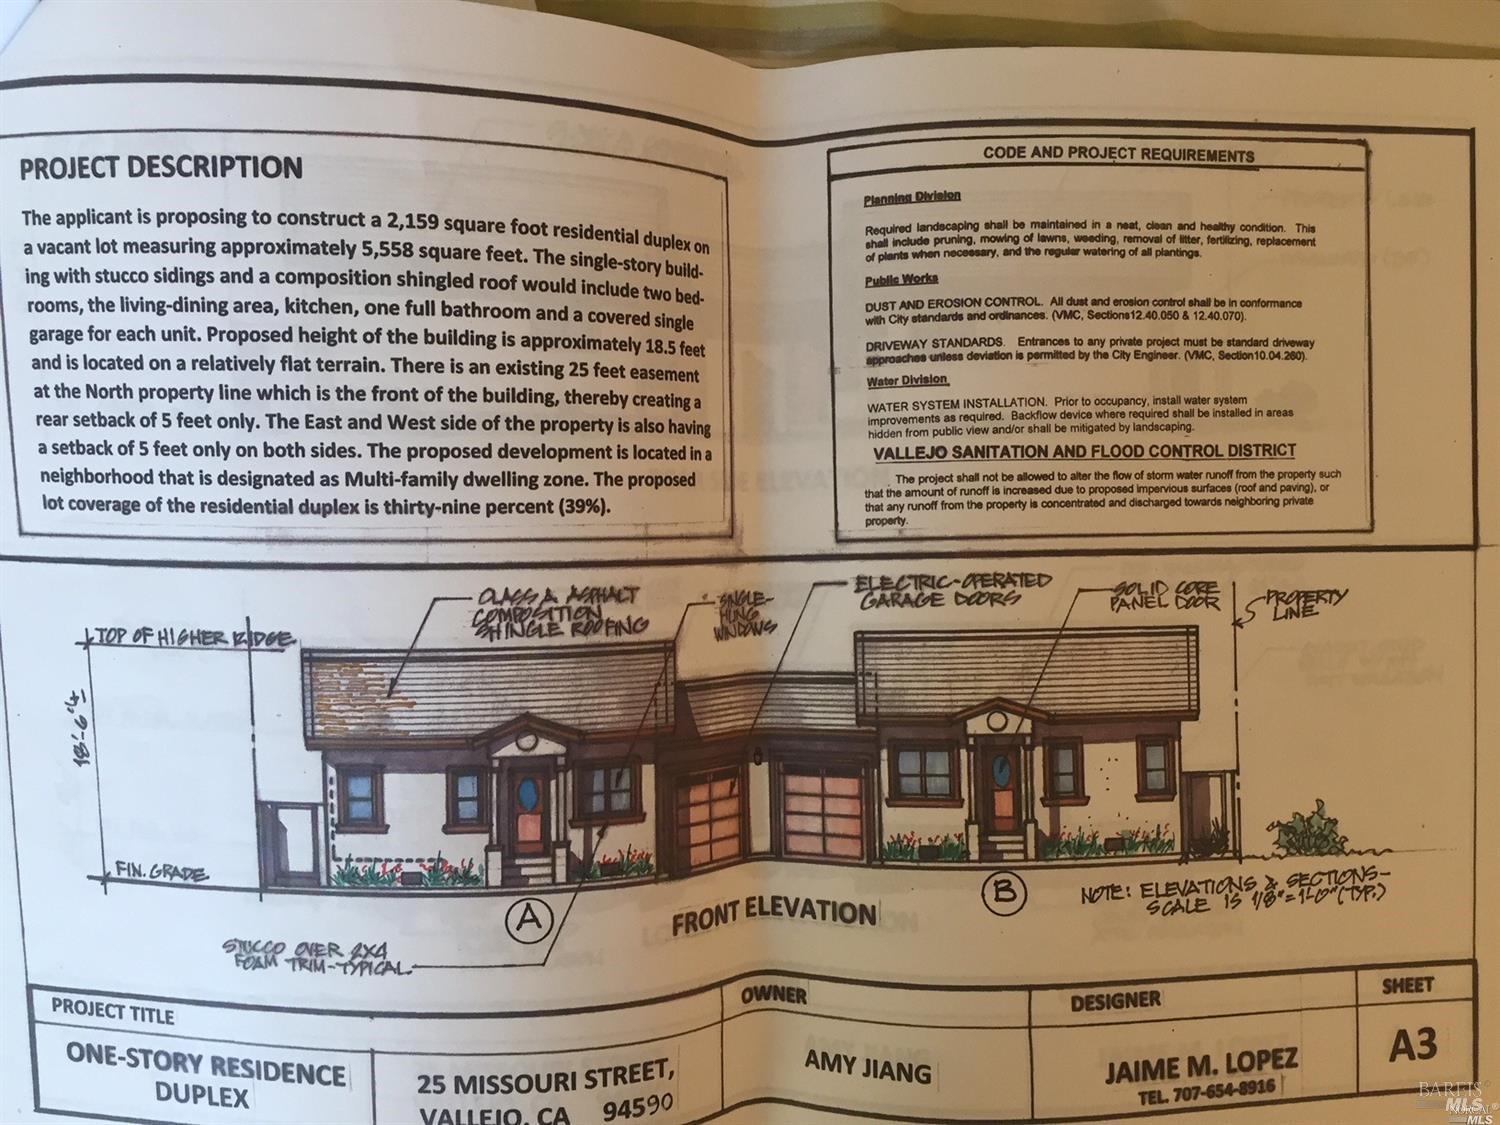 PROJECT DESCRIPTION
The applicant is proposing to construct a 2,159 square foot residential duplex on
a vacant lot measuring approximately 5,558 square feet. The single-story build-
ing with stucco sidings and a composition shingled roof would include two bed-
rooms, the living-dining area, kitchen, one full bathroom and a covered single
garage for each unit. Proposed height of the building is approximately 18.5 feet
and is located on a relatively flat terrain. There is an existing 25 feet easement
at the North property line which is the front of the building, thereby creating a
rear setback of 5 feet only. The East and West side of the property is also having
a setback of 5 feet only on both sides. The proposed development is located in a
neighborhood that is designated as Multi-family dwelling zone. The proposed
lot coverage of the residential duplex is thirty-nine percent (39%).
CODE AND PROJECT REQUIREMENTS
Planning Division
Required landscaping shall be maintained in a neat, clean and healthy condition. This
shall include pruning, mowing of lawns, weeding, removal of litter, fertilizing, replacement
of plants when necessary, and the regular watering of all plantings.
Public Works
DUST AND EROSION CONTROL. All dust and erosion control shall be in conformance
with City standards and ordinances. (VMC, Sections12.40.050 & 12.40.070).
DRIVEWAY STANDARDS. Entrances to any private project must be standard driveway
approaches unless deviation is permitted by the City Engineer. (VMC, Section10.04.260).
Water Division
WATER SYSTEM INSTALLATION. Prior to occupancy, install water system
improvements as required. Backflow device where required shall be installed in areas
hidden from public view and/or shall be mitigated by landscaping.
VALLEJO SANITATION AND FLOOD CONTROL DISTRICT
The project shall not be allowed to alter the flow of storm water runoff from the property such
that the amount of runoff is increased due to proposed impervious surfaces (roof and paving), or
that any runoff from the property is concentrated and discharged towards neighboring private
property.
TOP OF HIGHER RIDGE
CLASS A ASPHALT
COMPOSITION
SHINGLE ROOFING
SINGLE-
HUNG
WINDOWS
ELECTRIC-OPERATED
GARAGE DOORS
SOLID CORE
PANEL DOOR
PROPERTY
LINE
18'-6"±
FIN. GRADE
A
FRONT ELEVATION
B
NOTE: ELEVATIONS & SECTIONS-
SCALE IS 1/8"=1'-0" (TYP.)
STUCCO OVER 2X4
FOAM TRIM-TYPICAL
PROJECT TITLE
ONE-STORY RESIDENCE
DUPLEX
25 MISSOURI STREET,
VALLEJO, CA 94590
OWNER
AMY JIANG
DESIGNER
JAIME M. LOPEZ
TEL. 707-654-8916
SHEET
A3
BAREIS
MLS
NORCAL
MLS